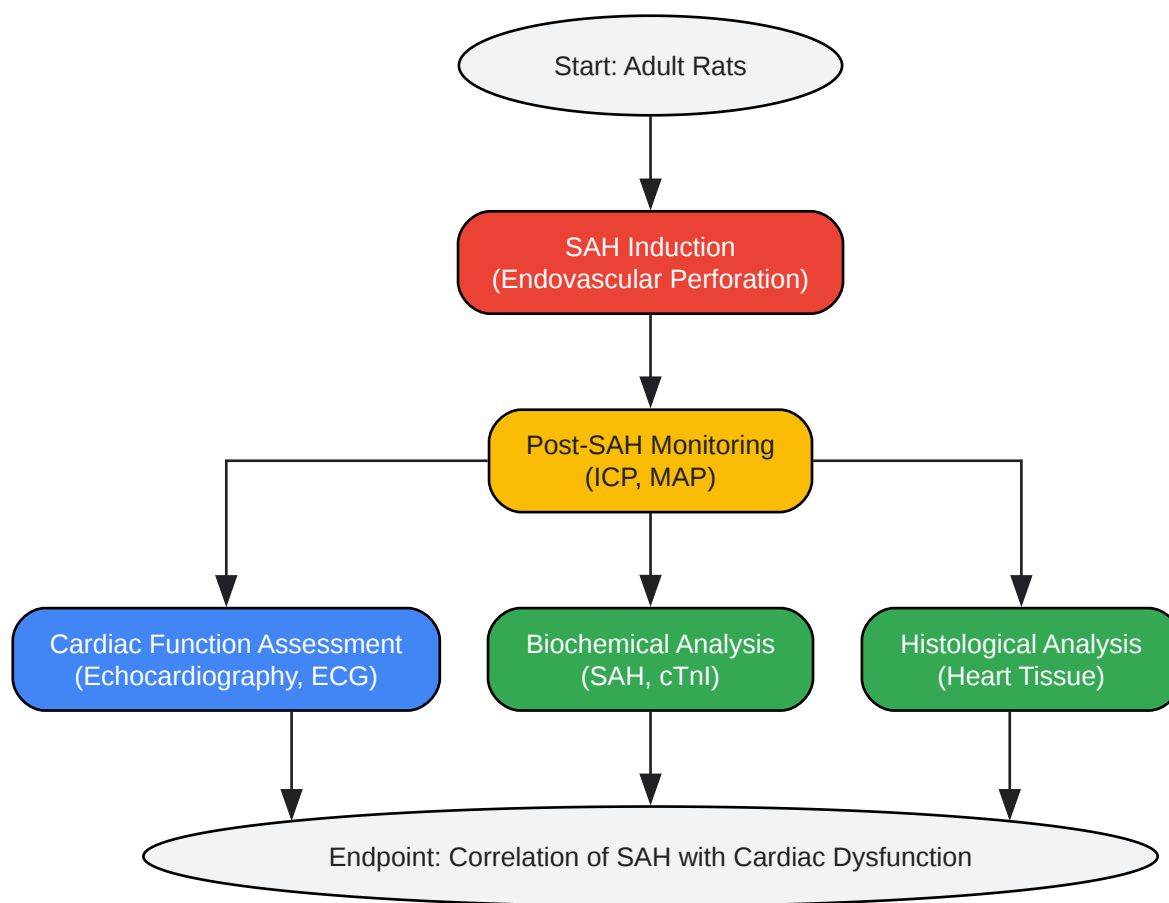 Start: Adult Rats
SAH Induction
(Endovascular Perforation)
Post-SAH Monitoring
(ICP, MAP)
Cardiac Function Assessment
(Echocardiography, ECG)
Biochemical Analysis
(SAH, cTnI)
Histological Analysis
(Heart Tissue)
Endpoint: Correlation of SAH with Cardiac Dysfunction